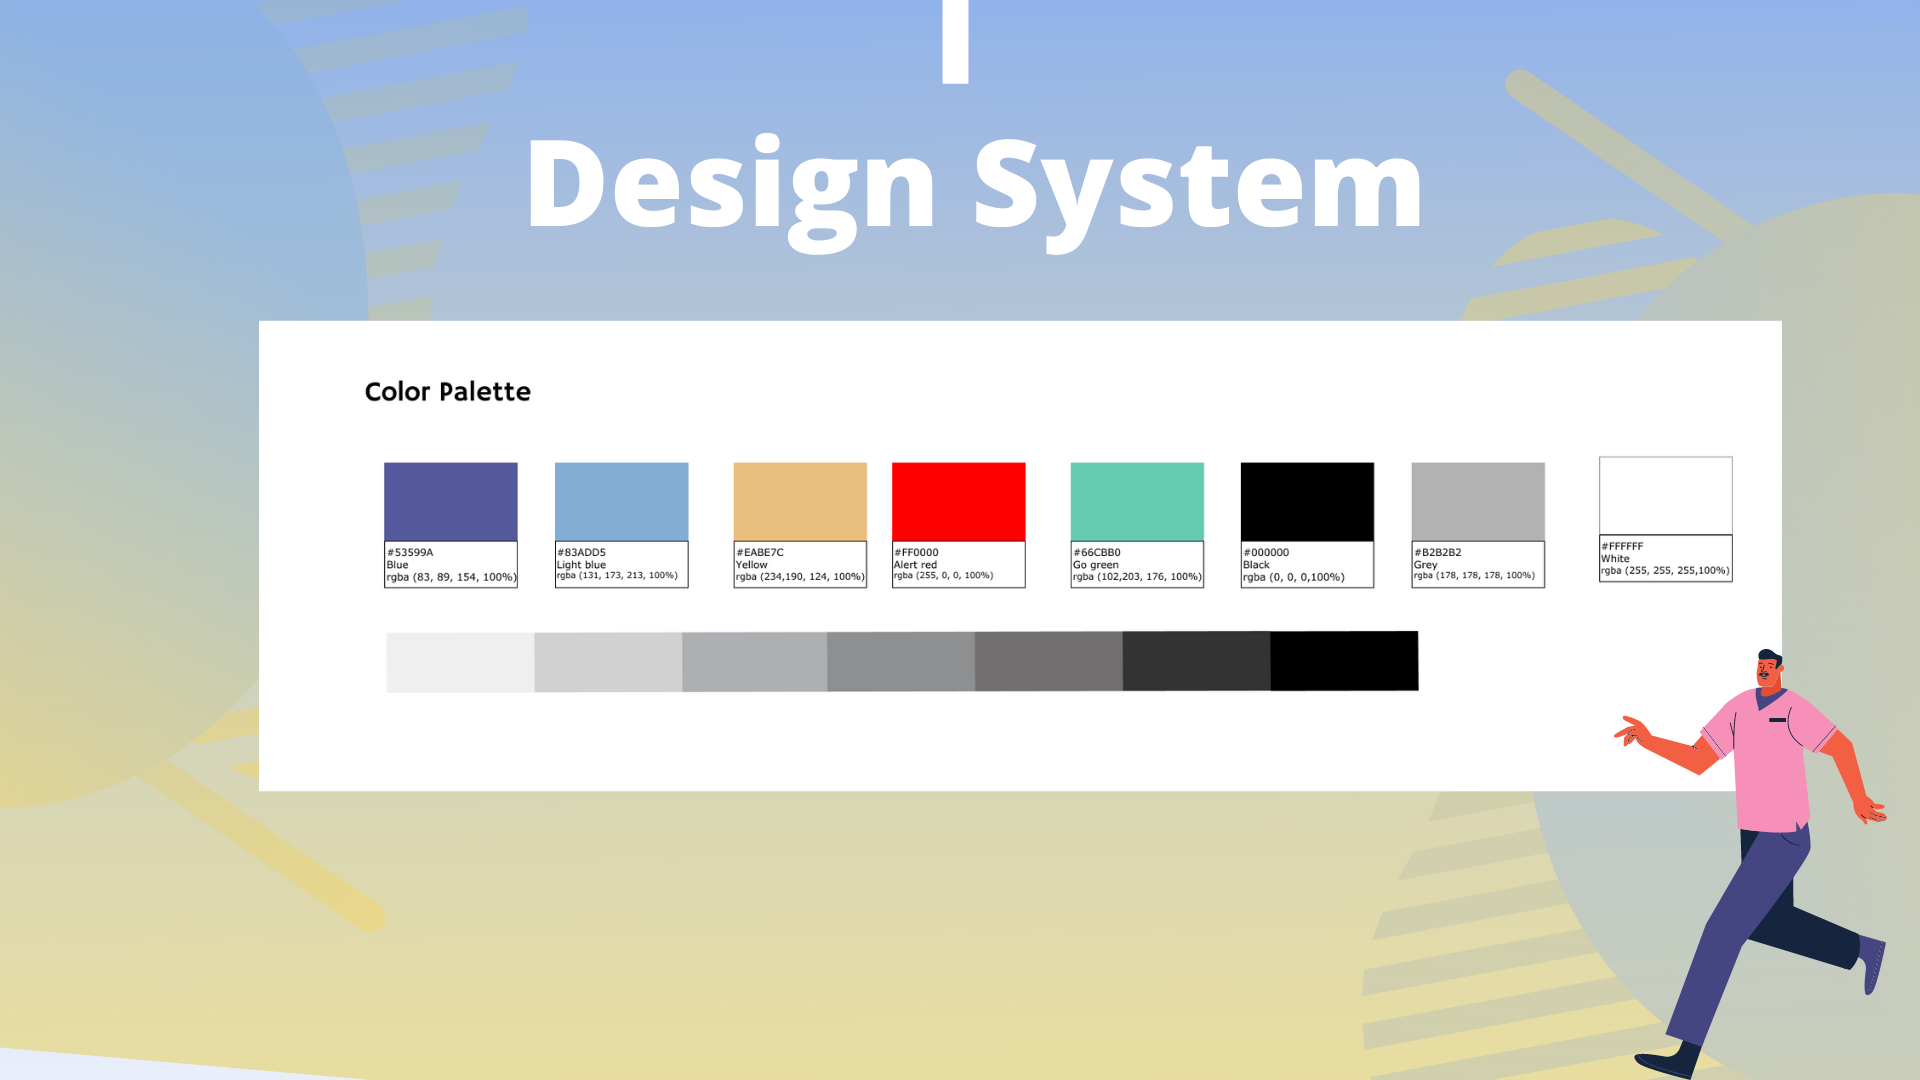 Design System
Color Palette
#53599A
Blue
rgba (83, 89, 154, 100%)
#83ADD5
Light blue
rgba (131, 173, 213, 100%)
#EABE7C
Yellow
rgba (234,190, 124, 100%)
#FF0000
Alert red
rgba (255, 0, 0, 100%)
#66CBB0
Go green
rgba (102,203, 176, 100%)
#000000
Black
rgba (0, 0, 0,100%)
#B2B2B2
Grey
rgba (178, 178, 178, 100%)
#FFFFFF
White
rgba (255, 255, 255,100%)